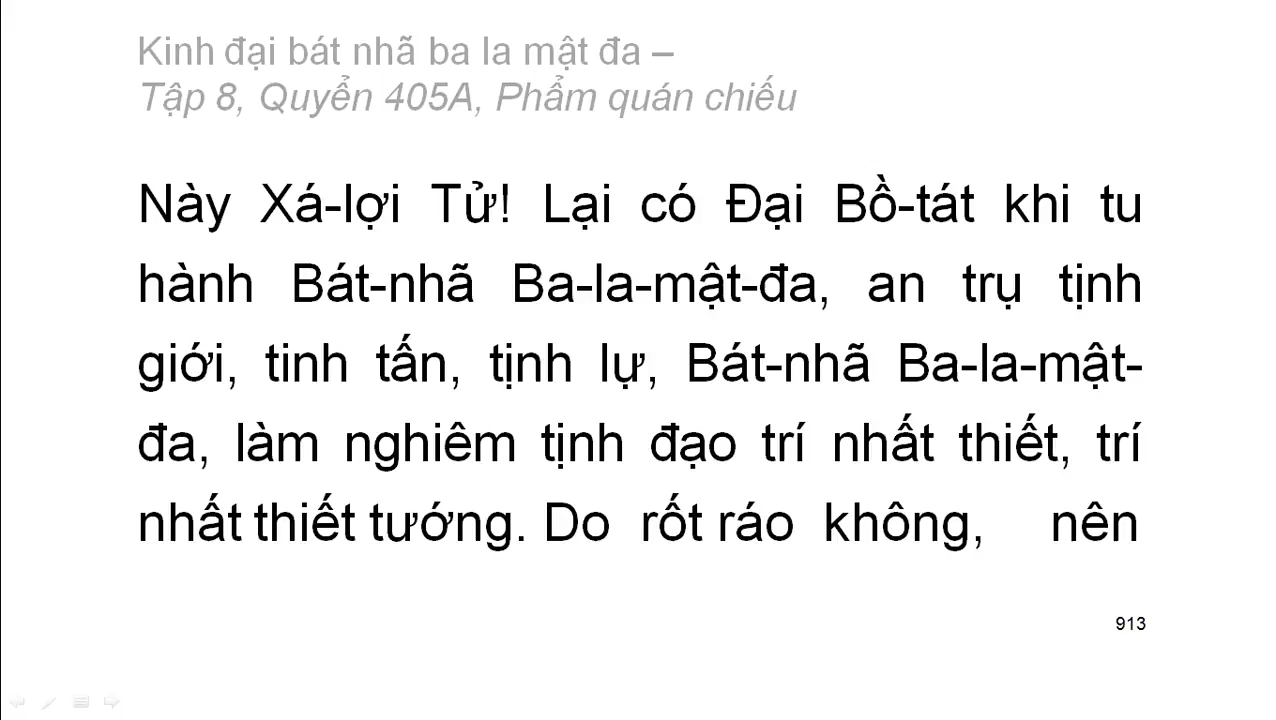 Kinh đại bát nhã ba la mật đa –
Tập 8, Quyển 405A, Phẩm quán chiếu
Này Xá-lợi Tử! Lại có Đại Bồ-tát khi tu
hành Bát-nhã Ba-la-mật-đa, an trụ tịnh
giới, tinh tấn, tịnh lự, Bát-nhã Ba-la-mật-
đa, làm nghiêm tịnh đạo trí nhất thiết, trí
nhất thiết tướng. Do rốt ráo không, nên
913